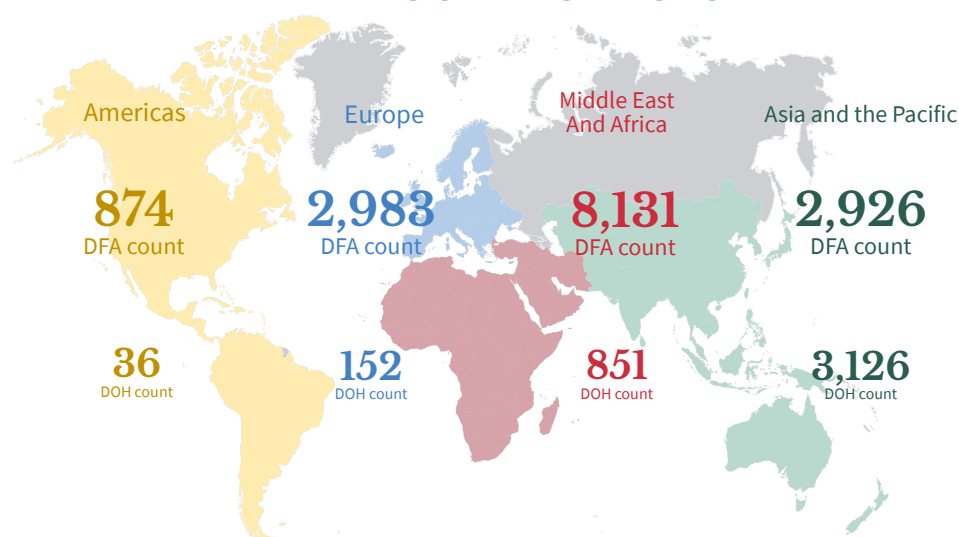 Americas
874
DFA count
36
DOH count
Europe
2,983
DFA count
152
DOH count
Middle East
And Africa
8,131
DFA count
851
DOH count
Asia and the Pacific
2,926
DFA count
3,126
DOH count